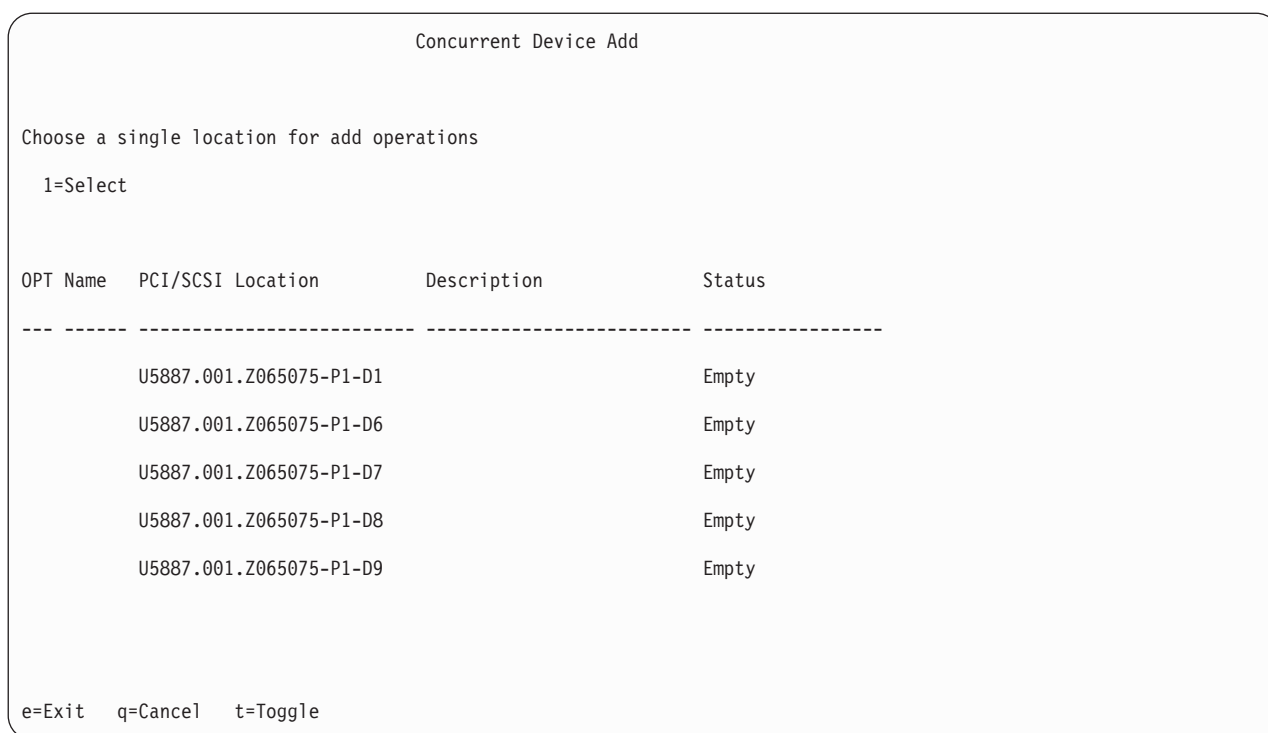 Concurrent Device Add
Choose a single location for add operations
1=Select
OPT Name PCI/SCSI Location Description Status
--- ------ -------------------------- ------------------------- -----------------
U5887.001.Z065075-P1-D1 Empty
U5887.001.Z065075-P1-D6 Empty
U5887.001.Z065075-P1-D7 Empty
U5887.001.Z065075-P1-D8 Empty
U5887.001.Z065075-P1-D9 Empty
e=Exit q=Cancel t=Toggle